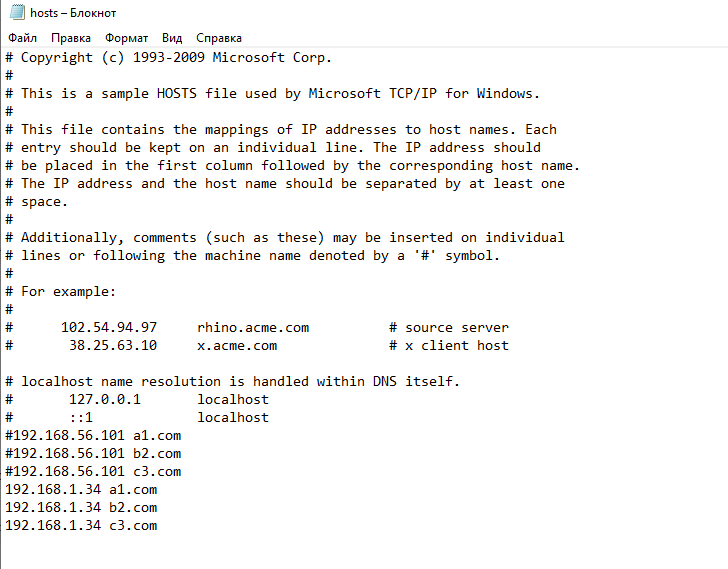 hosts – Блокнот
Файл Правка Формат Вид Справка
# Copyright (c) 1993-2009 Microsoft Corp.
#
# This is a sample HOSTS file used by Microsoft TCP/IP for Windows.
#
# This file contains the mappings of IP addresses to host names. Each
# entry should be kept on an individual line. The IP address should
# be placed in the first column followed by the corresponding host name.
# The IP address and the host name should be separated by at least one
# space.
#
# Additionally, comments (such as these) may be inserted on individual
# lines or following the machine name denoted by a '#' symbol.
#
# For example:
#
#      102.54.94.97     rhino.acme.com          # source server
#       38.25.63.10     x.acme.com              # x client host

# localhost name resolution is handled within DNS itself.
#       127.0.0.1       localhost
#       ::1             localhost
#192.168.56.101 a1.com
#192.168.56.101 b2.com
#192.168.56.101 c3.com
192.168.1.34 a1.com
192.168.1.34 b2.com
192.168.1.34 c3.com